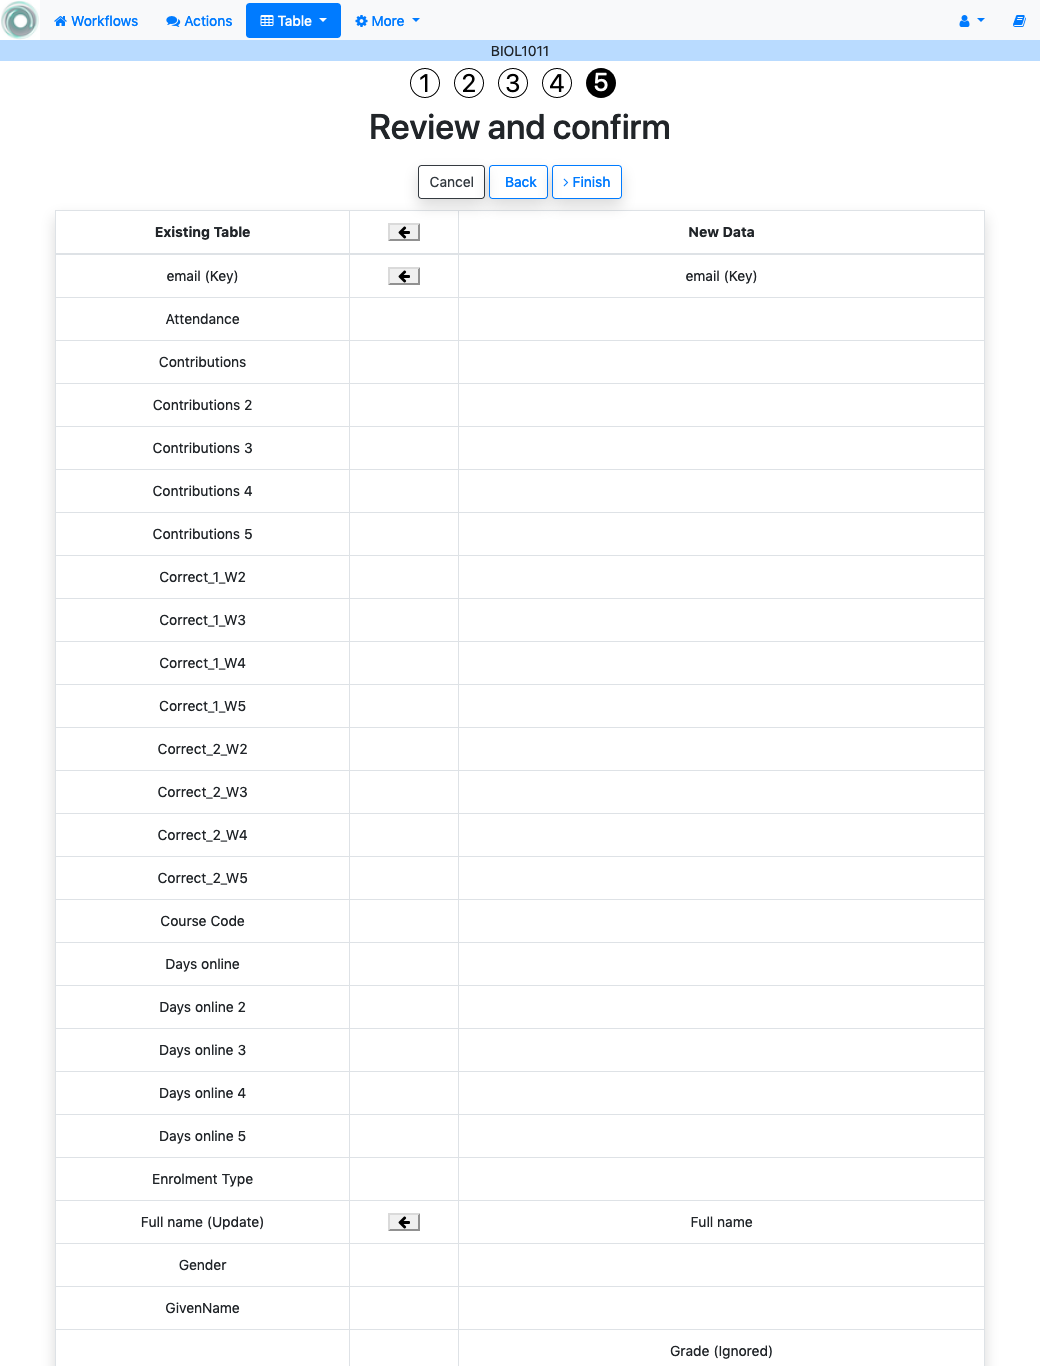 Workflows Actions Table More
BIOL1011
1 2 3 4 5
Review and confirm
Cancel Back Finish
Existing Table New Data
email (Key) email (Key)
Attendance
Contributions
Contributions 2
Contributions 3
Contributions 4
Contributions 5
Correct_1_W2
Correct_1_W3
Correct_1_W4
Correct_1_W5
Correct_2_W2
Correct_2_W3
Correct_2_W4
Correct_2_W5
Course Code
Days online
Days online 2
Days online 3
Days online 4
Days online 5
Enrolment Type
Full name (Update) Full name
Gender
GivenName
Grade (Ignored)